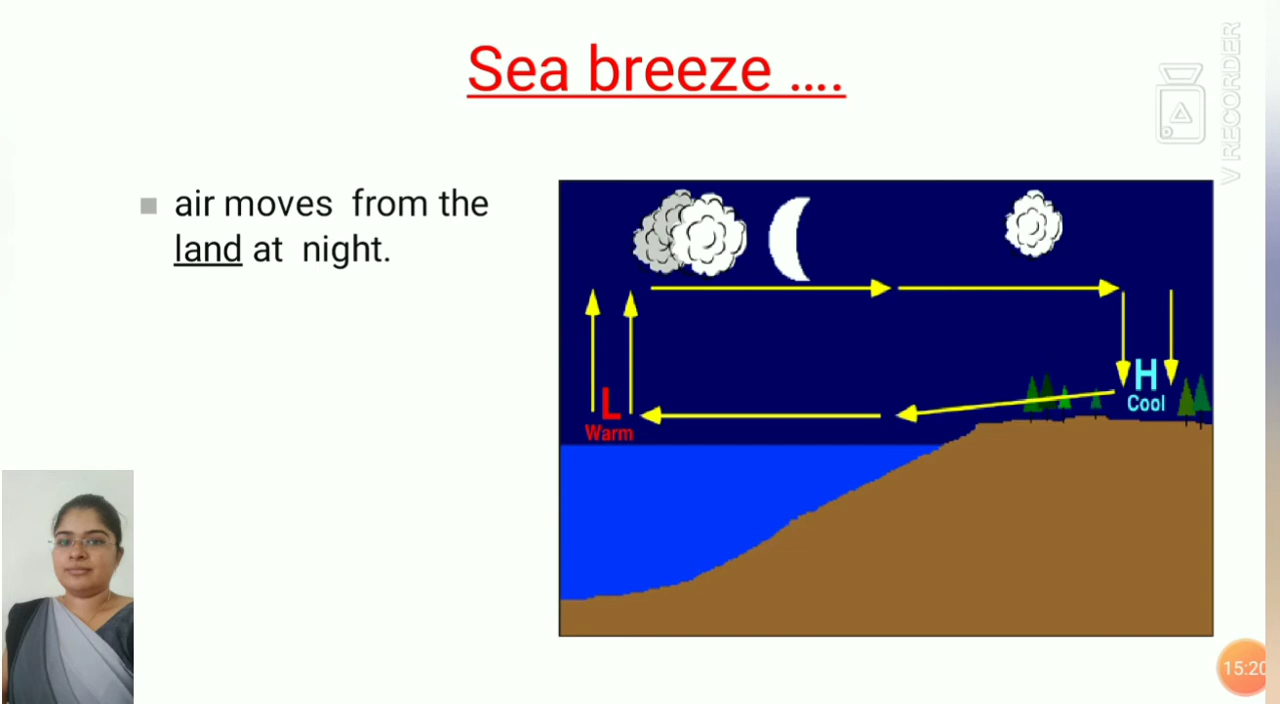 Sea breeze ....
V RECORDER
air moves from the
land at night.
H
Cool
L
Warm
15:20